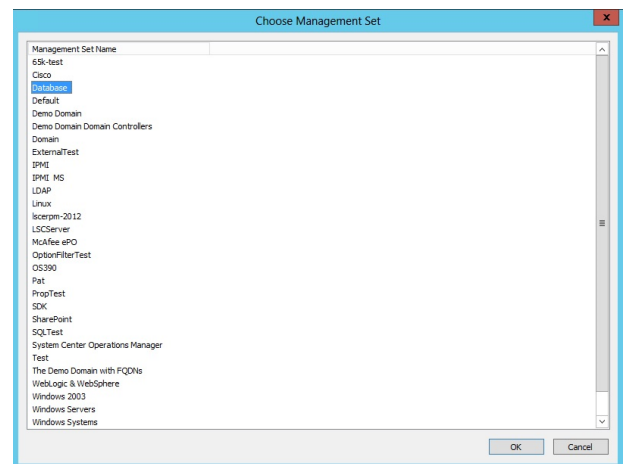 Choose Management Set
x
Management Set Name
65k-test
Cisco
Database
Default
Demo Domain
Demo Domain Domain Controllers
Domain
ExternalTest
IPMI
IPMI MS
LDAP
Linux
lscerpm-2012
LSCServer
McAfee ePO
OptionFilterTest
OS390
Pat
PropTest
SDK
SharePoint
SQLTest
System Center Operations Manager
Test
The Demo Domain with FQDNs
WebLogic & WebSphere
Windows 2003
Windows Servers
Windows Systems
OK Cancel